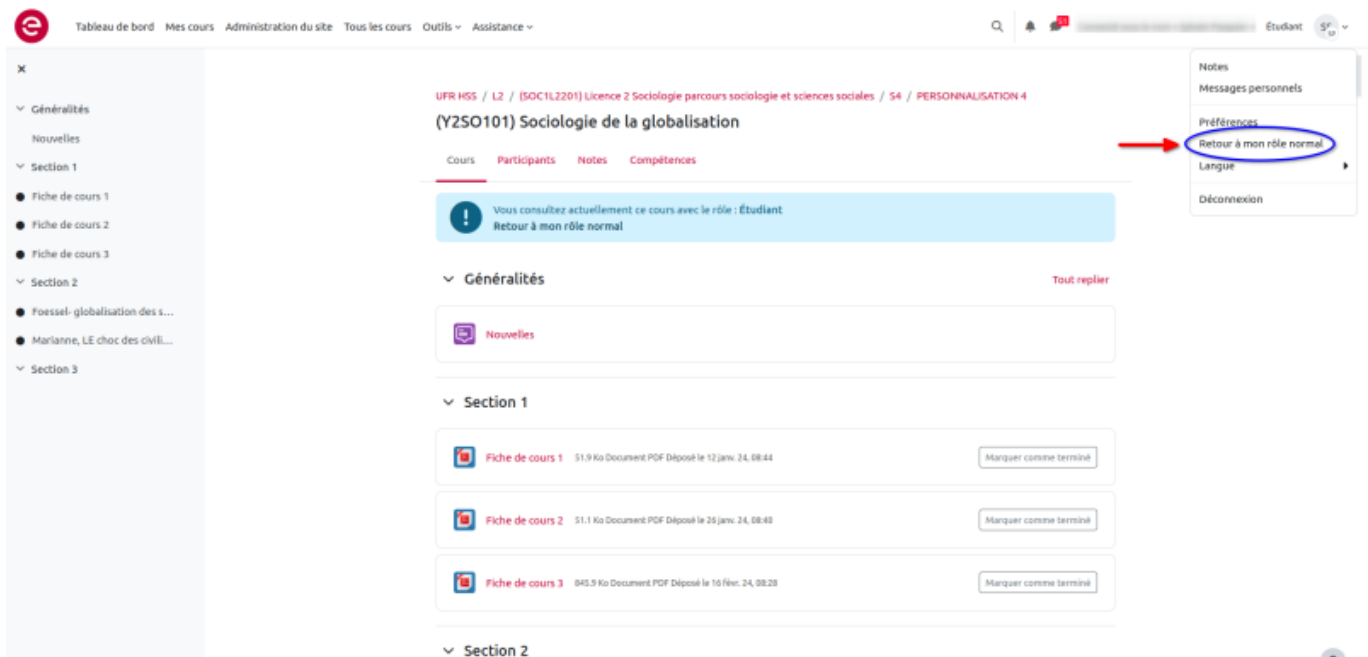 Tableau de bord Mes cours Administration du site Tous les cours Outils Assistance
Étudiant
Notes
Messages personnels
Préférences
Retour à mon rôle normal
Langue
Déconnexion
Généralités
Nouvelles
Section 1
Fiche de cours 1
Fiche de cours 2
Fiche de cours 3
Section 2
Foessel- globalisation des s...
Marianne, LE choc des civili...
Section 3
UFR HSS / L2 / (SOC1L2201) Licence 2 Sociologie parcours sociologie et sciences sociales / S4 / PERSONNALISATION 4
(Y2SO101) Sociologie de la globalisation
Cours Participants Notes Compétences
Vous consultez actuellement ce cours avec le rôle : Étudiant
Retour à mon rôle normal
Généralités Tout replier
Nouvelles
Section 1
Fiche de cours 1 51.9 Ko Document PDF Déposé le 12 janv. 24, 08:44 Marquer comme terminé
Fiche de cours 2 51.1 Ko Document PDF Déposé le 26 janv. 24, 08:40 Marquer comme terminé
Fiche de cours 3 845.9 Ko Document PDF Déposé le 16 févr. 24, 08:28 Marquer comme terminé
Section 2